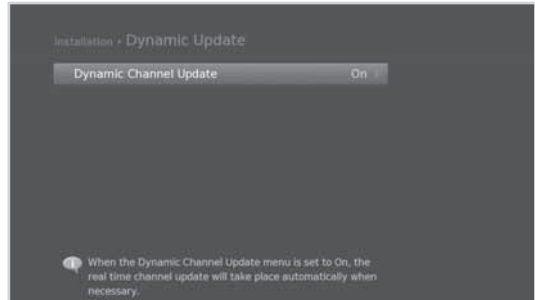 Installation • Dynamic Update
Dynamic Channel Update On
When the Dynamic Channel Update menu is set to On, the
real time channel update will take place automatically when
necessary.